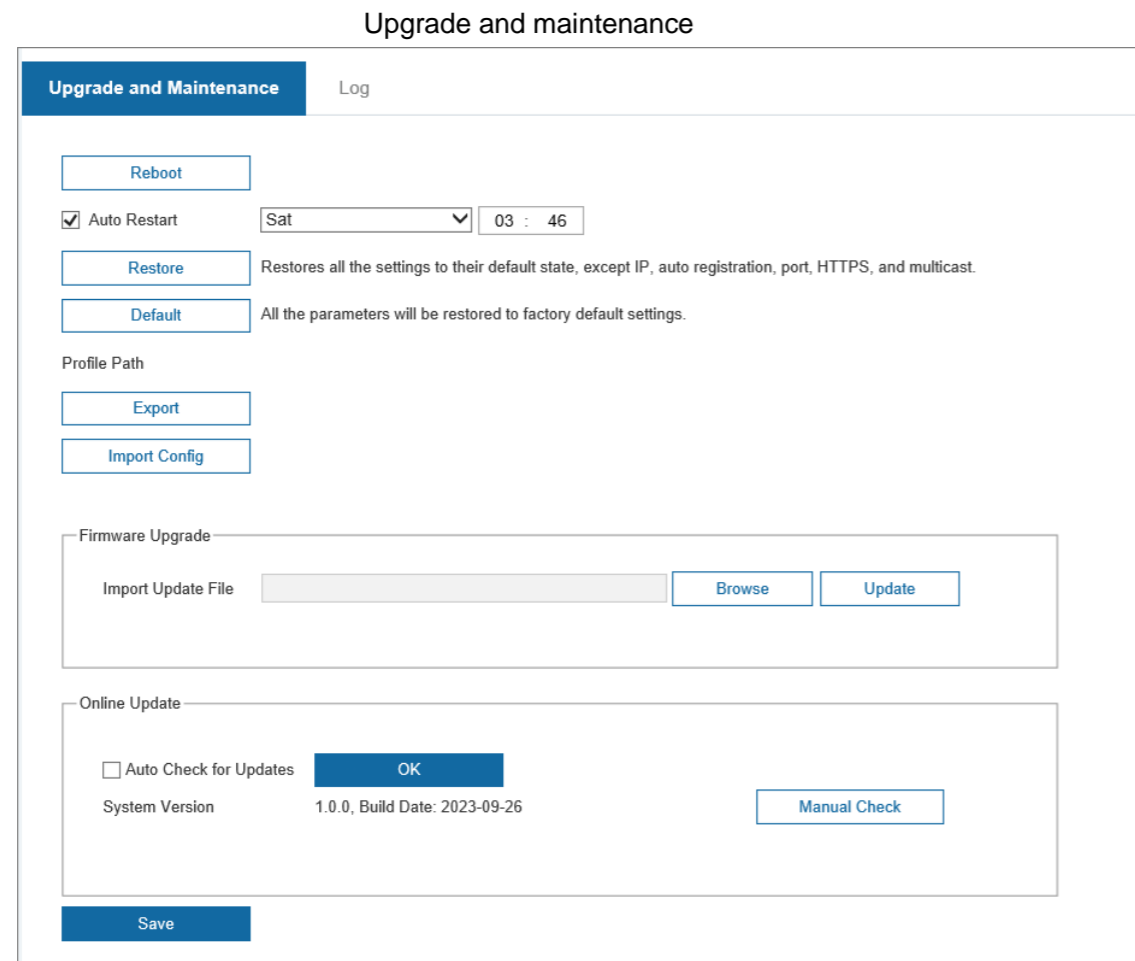 Upgrade and maintenance
Upgrade and Maintenance Log
Reboot
Auto Restart Sat 03 : 46
Restore Restores all the settings to their default state, except IP, auto registration, port, HTTPS, and multicast.
Default All the parameters will be restored to factory default settings.
Profile Path
Export
Import Config
Firmware Upgrade
Import Update File Browse Update
Online Update
Auto Check for Updates OK
System Version 1.0.0, Build Date: 2023-09-26 Manual Check
Save